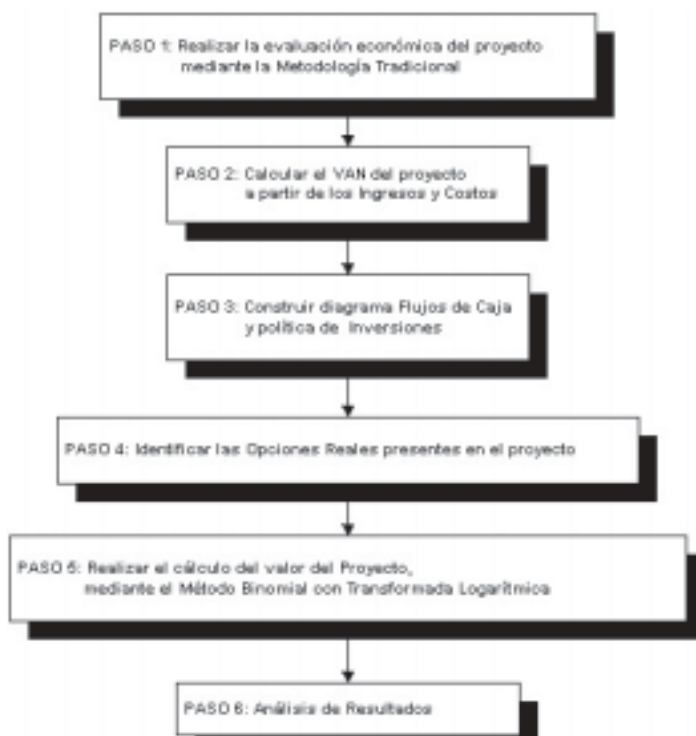 PASO 1: Realizar la evaluación económica del proyecto
mediante la Metodología Tradicional
PASO 2: Calcular el VAN del proyecto
a partir de los Ingresos y Costos
PASO 3: Construir diagrama Flujos de Caja
y política de Inversiones
PASO 4: Identificar las Opciones Reales presentes en el proyecto
PASO 5: Realizar el cálculo del valor del Proyecto,
mediante el Método Binomial con Transformada Logarítmica
PASO 6: Análisis de Resultados